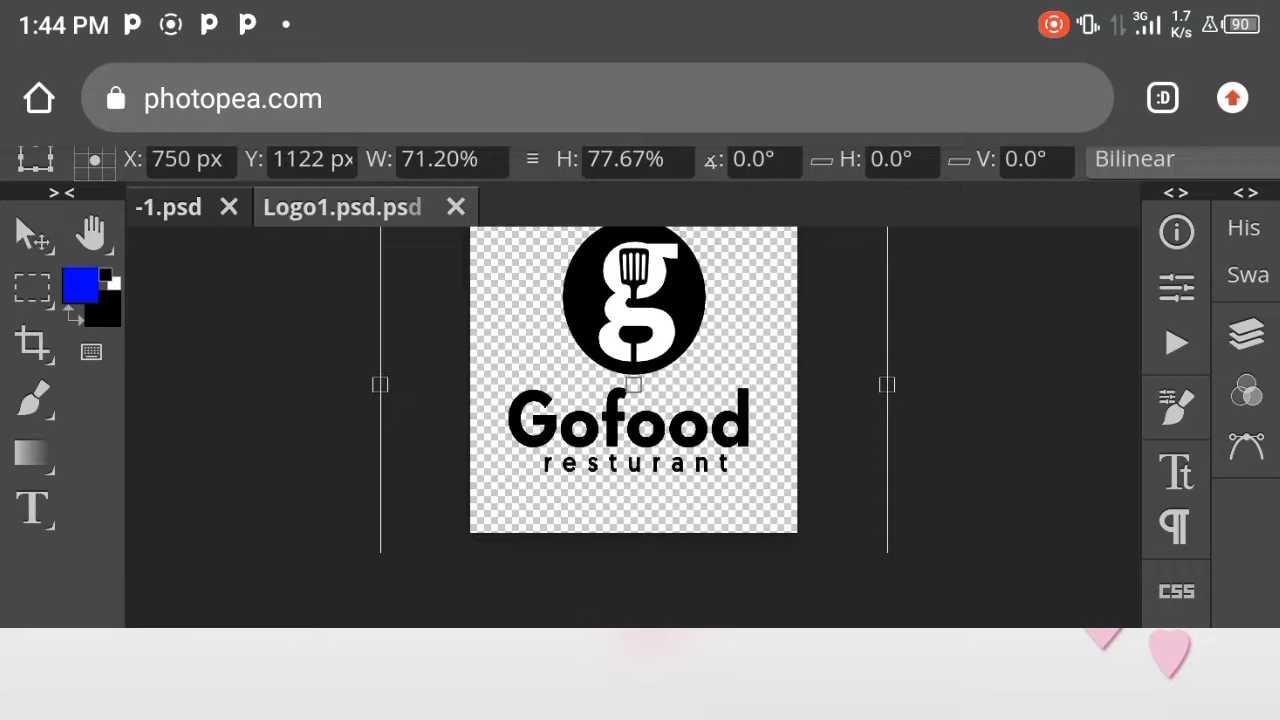 1:44 PM
3G
1.7 K/s
90
photopea.com
:D
X: 750 px Y: 1122 px W: 71.20% H: 77.67% 0.0° H: 0.0° V: 0.0° Bilinear
-1.psd Logo1.psd.psd
His
Swa
g
Gofood
resturant
T
Tt
CSS